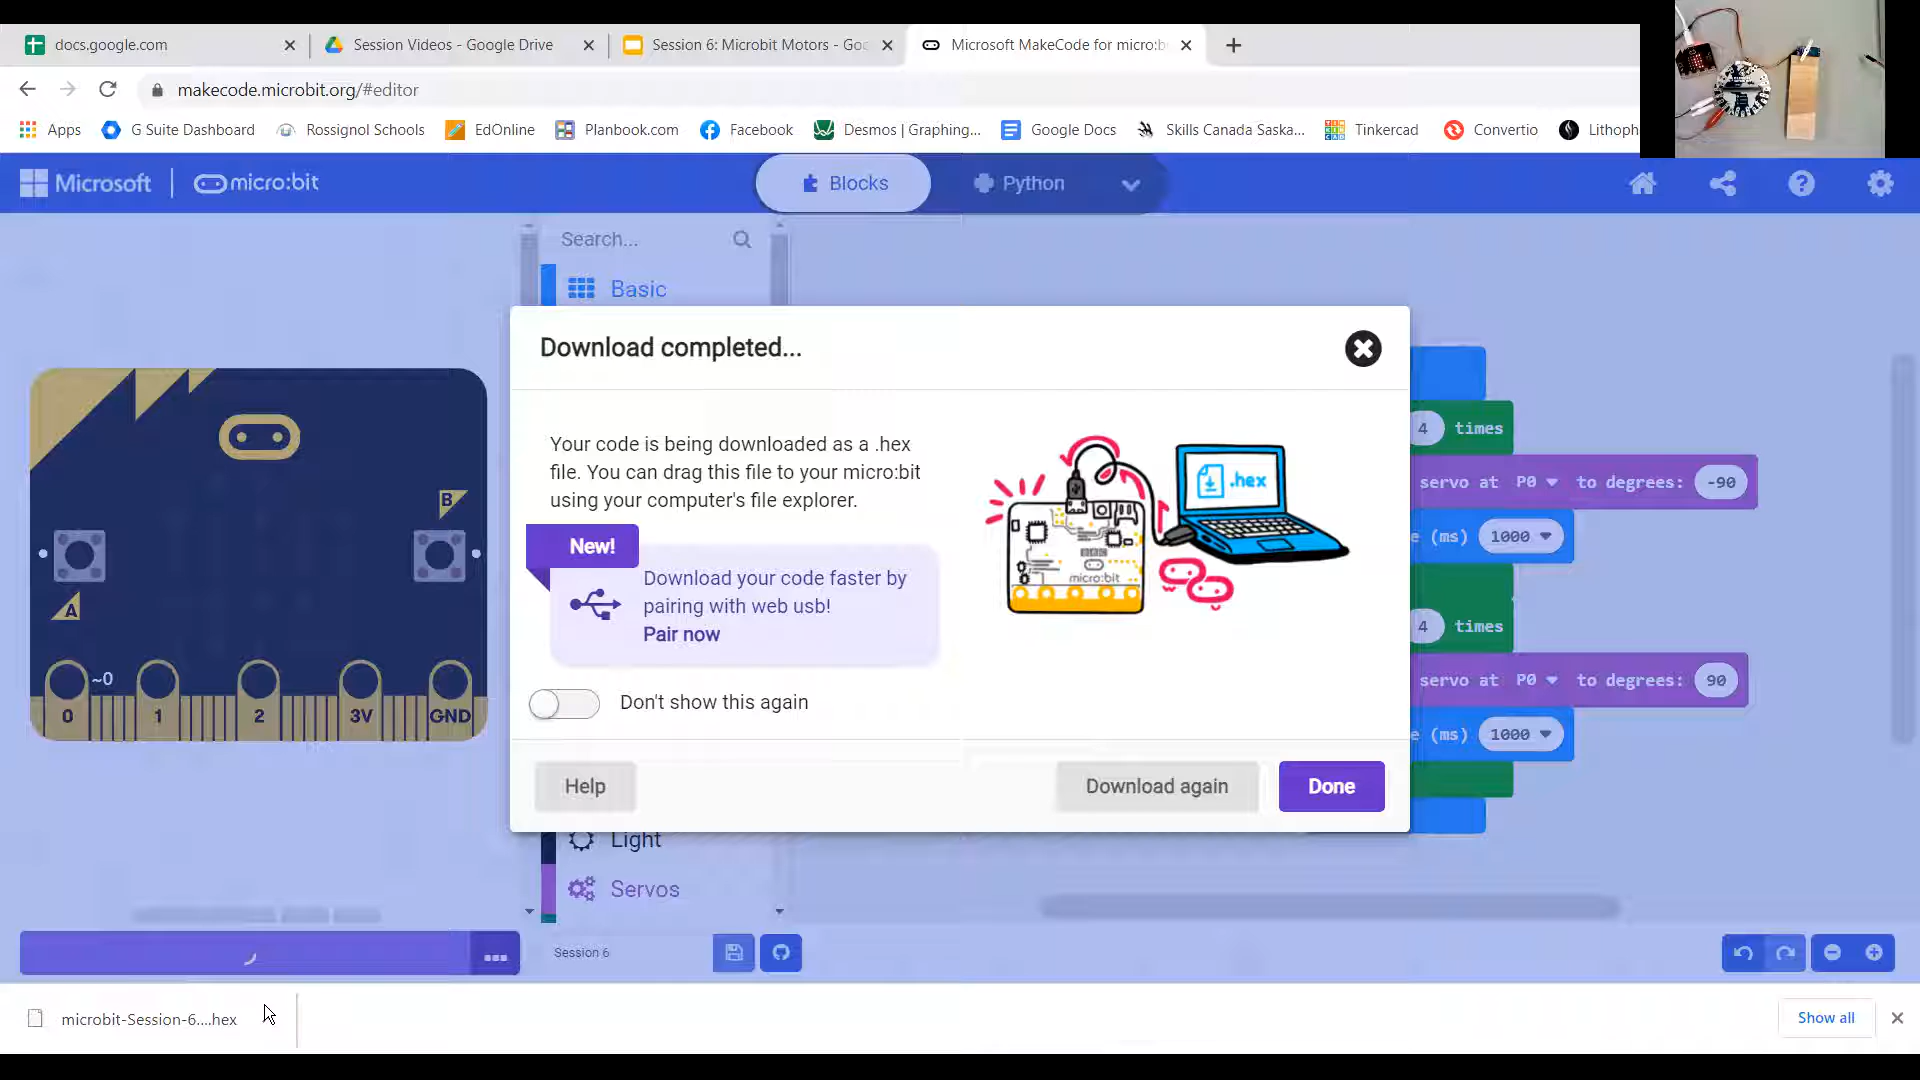 docs.google.com
Session Videos - Google Drive
Session 6: Microbit Motors - Goo
Microsoft MakeCode for micro:b
makecode.microbit.org/#editor
Apps
G Suite Dashboard
Rossignol Schools
EdOnline
Planbook.com
Facebook
Desmos | Graphing...
Google Docs
Skills Canada Saska...
Tinkercad
Convertio
Lithoph
Microsoft
micro:bit
Blocks
Python
Search...
Basic
Download completed...
Your code is being downloaded as a .hex
file. You can drag this file to your micro:bit
using your computer's file explorer.
New!
Download your code faster by
pairing with web usb!
Pair now
.hex
micro:bit
Don't show this again
Help
Download again
Done
4 times
servo at P0 to degrees: -90
e (ms) 1000
4 times
servo at P0 to degrees: 90
e (ms) 1000
B
A
~0
0 1 2 3V GND
Light
Servos
Session 6
microbit-Session-6....hex
Show all